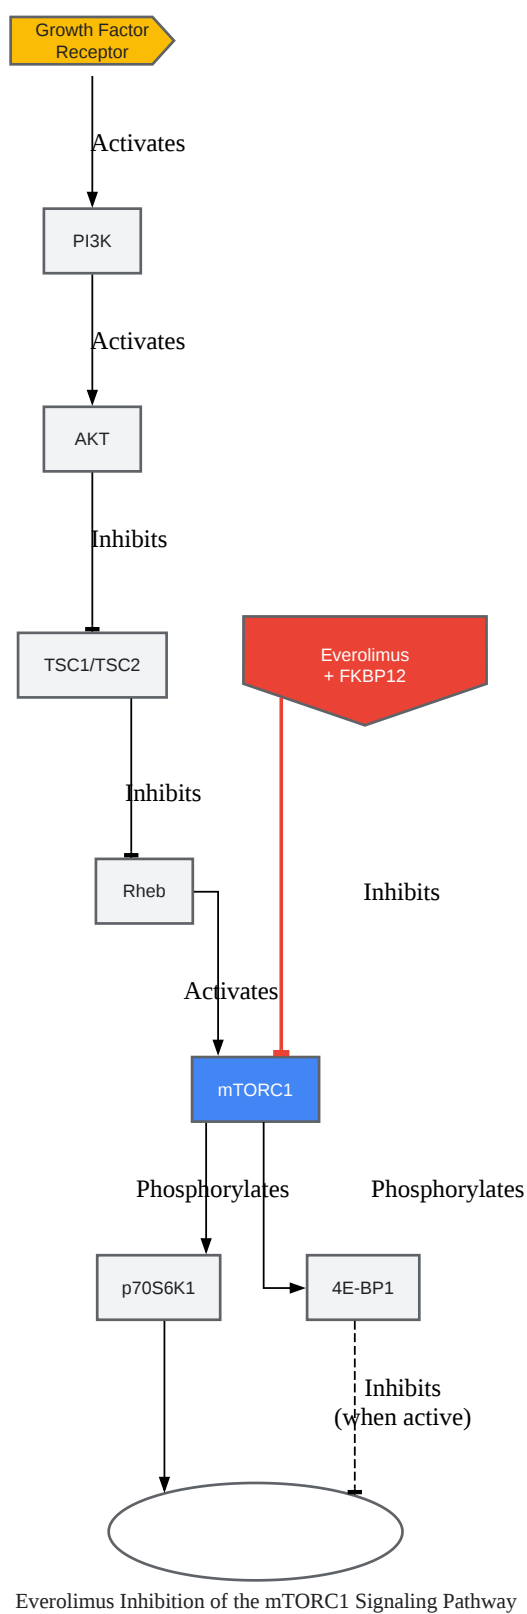 Growth Factor
Receptor
Activates
PI3K
Activates
AKT
Inhibits
TSC1/TSC2
Everolimus
+ FKBP12
Inhibits
Rheb
Inhibits
Activates
mTORC1
Phosphorylates
Phosphorylates
p70S6K1
4E-BP1
Inhibits
(when active)
Everolimus Inhibition of the mTORC1 Signaling Pathway